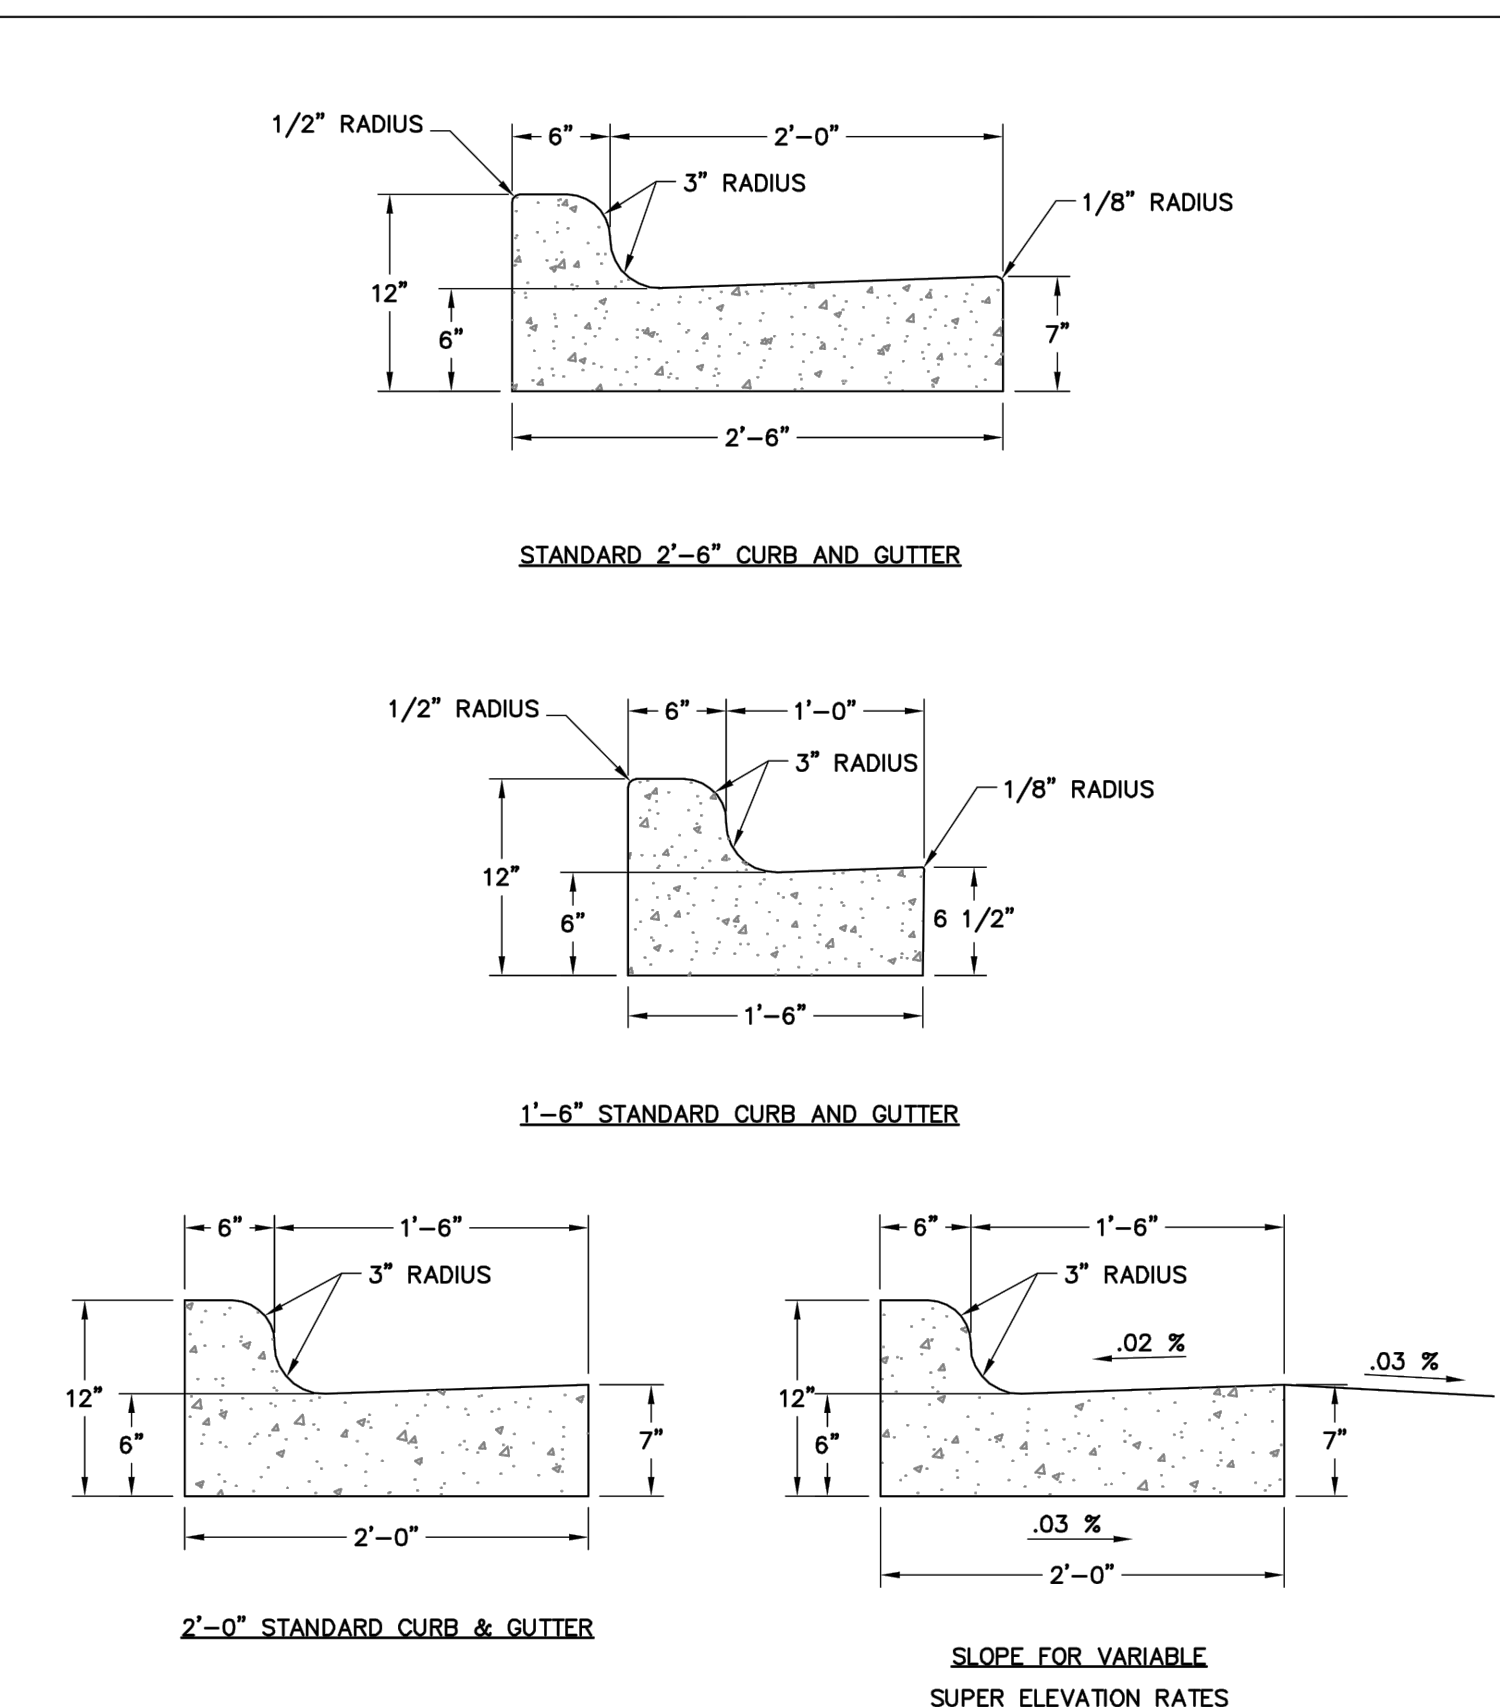 1/2” RADIUS
6”
2’–0”
3” RADIUS
1/8” RADIUS
12”
6”
7”
2’–6”
STANDARD 2’–6” CURB AND GUTTER
1/2” RADIUS
6”
1’–0”
3” RADIUS
1/8” RADIUS
12”
6”
6 1/2”
1’–6”
1’–6” STANDARD CURB AND GUTTER
6”
1’–6”
3” RADIUS
12”
6”
7”
2’–0”
2’–0” STANDARD CURB & GUTTER
6”
1’–6”
3” RADIUS
.02 %
.03 %
12”
6”
7”
.03 %
2’–0”
SLOPE FOR VARIABLE
SUPER ELEVATION RATES